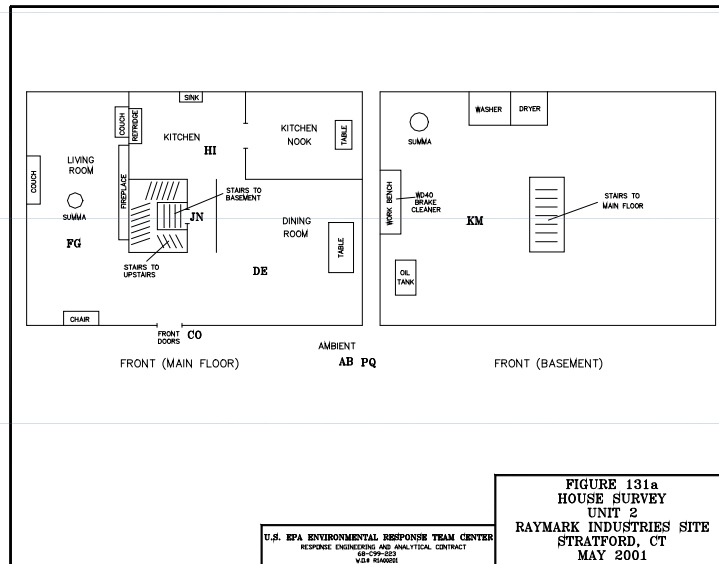 SINK
WASHER
DRYER
COUCH
REFRIDGE
KITCHEN
HI
KITCHEN
NOOK
TABLE
SUMMA
LIVING
ROOM
COUCH
FIREPLACE
SUMMA
FG
STAIRS TO
BASEMENT
JN
STAIRS TO
UPSTAIRS
DINING
ROOM
TABLE
DE
WORK BENCH
WD40
BRAKE
CLEANER
KM
STAIRS TO
MAIN FLOOR
OIL
TANK
CHAIR
FRONT
DOORS
CO
AMBIENT
AB PQ
FRONT (MAIN FLOOR)
FRONT (BASEMENT)
FIGURE 131a
HOUSE SURVEY
UNIT 2
RAYMARK INDUSTRIES SITE
STRATFORD, CT
MAY 2001
U.S. EPA ENVIRONMENTAL RESPONSE TEAM CENTER
RESPONSE ENGINEERING AND ANALYTICAL CONTRACT
68-C99-223
W.O.# R1A00201